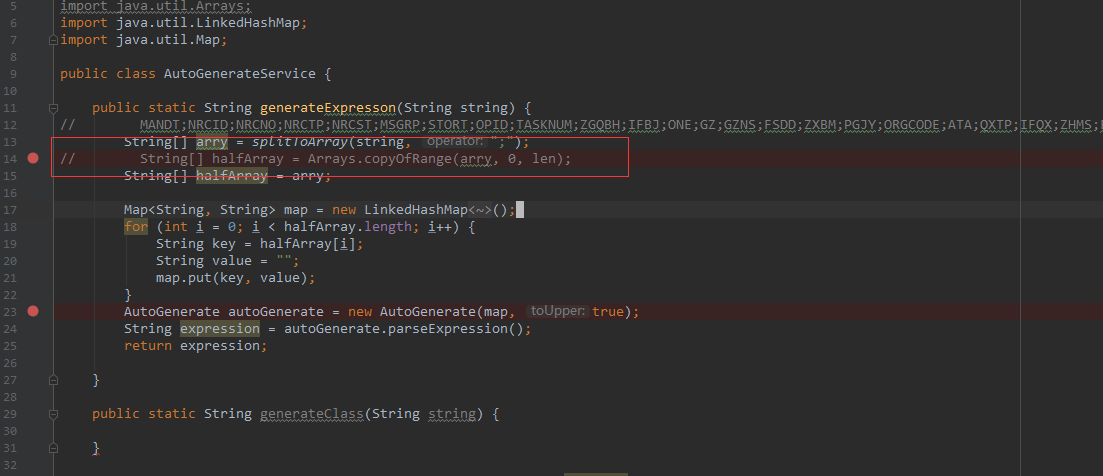 5 import java.util.Arrays;
6 import java.util.LinkedHashMap;
7 import java.util.Map;
8
9 public class AutoGenerateService {
10
11 public static String generateExpresson(String string) {
12 // MANDT;NRCID;NRCNO;NRCTP;NRCST;MSGRP;STORT;OPID;TASKNUM;ZGQBH;IFBJ;ONE;GZ;GZNS;FSDD;ZXBM;PGJY;ORGCODE;ATA;QXTP;IFQX;ZHMS;
13 String[] arry = splitToArray(string, operator: ";");
14 // String[] halfArray = Arrays.copyOfRange(arry, 0, len);
15 String[] halfArray = arry;
16
17 Map<String, String> map = new LinkedHashMap<~>();
18 for (int i = 0; i < halfArray.length; i++) {
19 String key = halfArray[i];
20 String value = "";
21 map.put(key, value);
22 }
23 AutoGenerate autoGenerate = new AutoGenerate(map, toUpper: true);
24 String expression = autoGenerate.parseExpression();
25 return expression;
26
27 }
28
29 public static String generateClass(String string) {
30
31 }
32